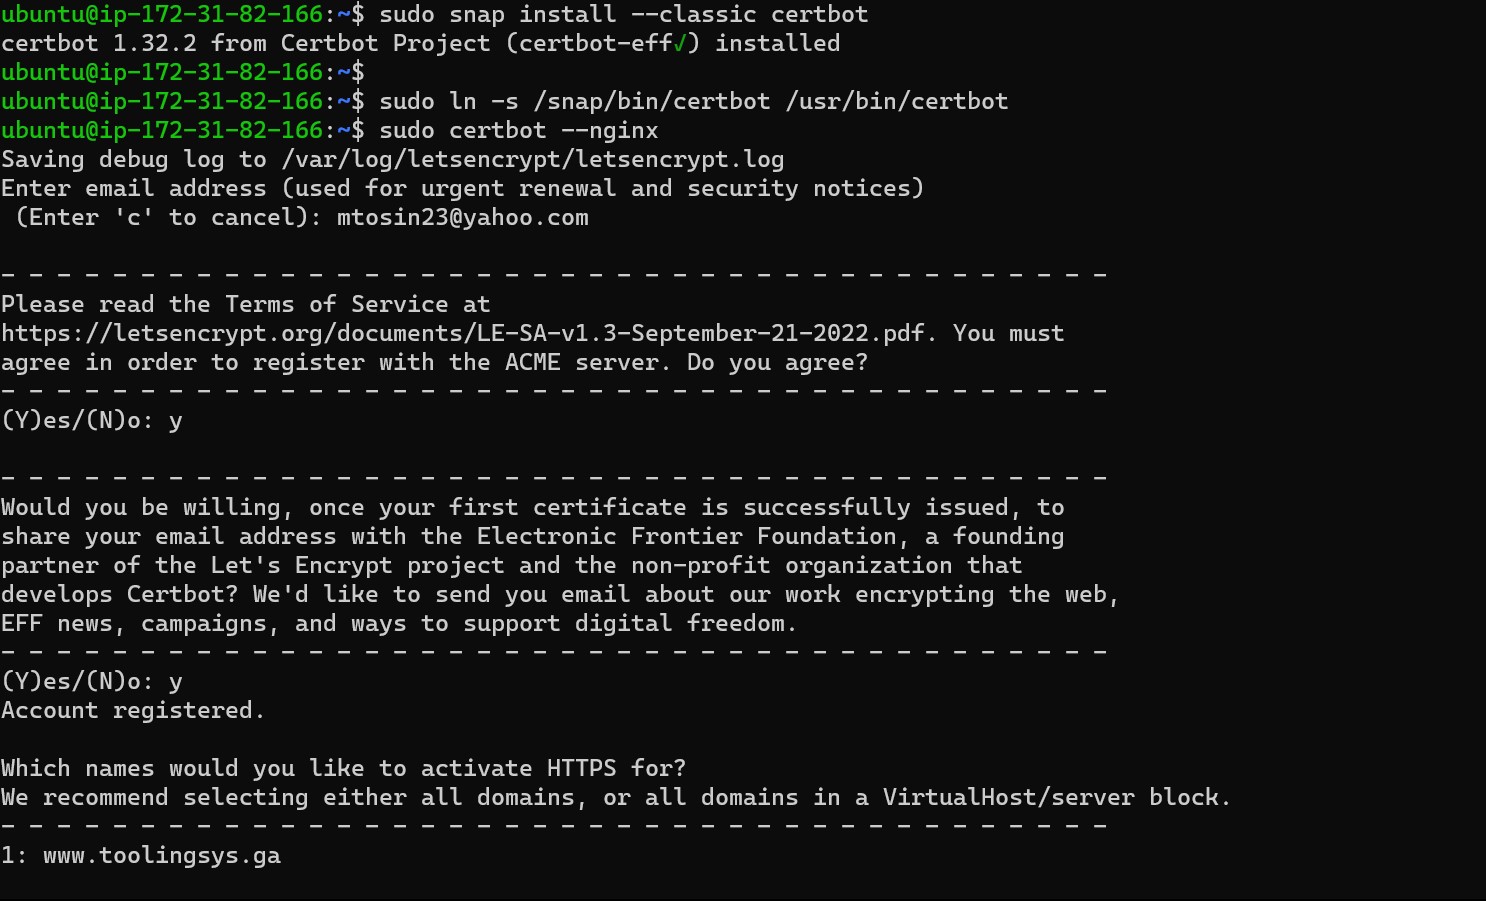 ubuntu@ip-172-31-82-166:~$ sudo snap install --classic certbot
certbot 1.32.2 from Certbot Project (certbot-eff✓) installed
ubuntu@ip-172-31-82-166:~$
ubuntu@ip-172-31-82-166:~$ sudo ln -s /snap/bin/certbot /usr/bin/certbot
ubuntu@ip-172-31-82-166:~$ sudo certbot --nginx
Saving debug log to /var/log/letsencrypt/letsencrypt.log
Enter email address (used for urgent renewal and security notices)
 (Enter 'c' to cancel): mtosin23@yahoo.com

- - - - - - - - - - - - - - - - - - - - - - - - - - - - - - - - - - - - - - - -
Please read the Terms of Service at
https://letsencrypt.org/documents/LE-SA-v1.3-September-21-2022.pdf. You must
agree in order to register with the ACME server. Do you agree?
- - - - - - - - - - - - - - - - - - - - - - - - - - - - - - - - - - - - - - - -
(Y)es/(N)o: y

- - - - - - - - - - - - - - - - - - - - - - - - - - - - - - - - - - - - - - - -
Would you be willing, once your first certificate is successfully issued, to
share your email address with the Electronic Frontier Foundation, a founding
partner of the Let's Encrypt project and the non-profit organization that
develops Certbot? We'd like to send you email about our work encrypting the web,
EFF news, campaigns, and ways to support digital freedom.
- - - - - - - - - - - - - - - - - - - - - - - - - - - - - - - - - - - - - - - -
(Y)es/(N)o: y
Account registered.

Which names would you like to activate HTTPS for?
We recommend selecting either all domains, or all domains in a VirtualHost/server block.
- - - - - - - - - - - - - - - - - - - - - - - - - - - - - - - - - - - - - - - -
1: www.toolingsys.ga